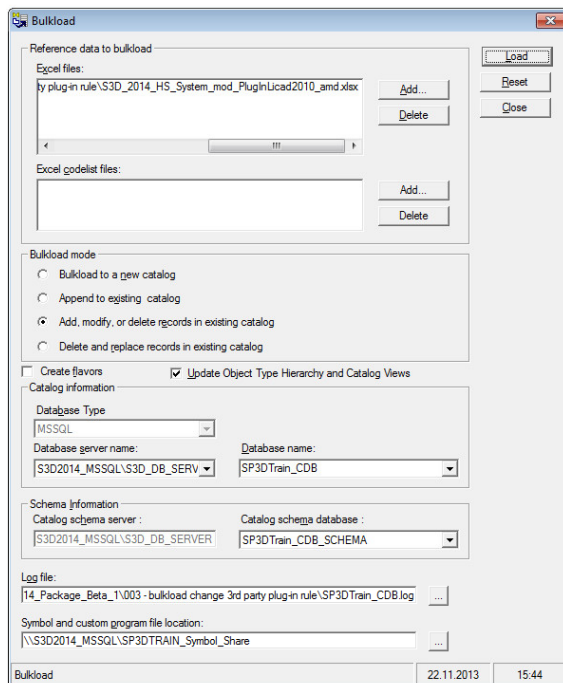 Bulkload
Reference data to bulkload
Excel files:
ty plug-in rule\S3D_2014_HS_System_mod_PlugInLicad2010_amd.xlsx
Add...
Delete
Load
Reset
Close
Excel codelist files:
Add...
Delete
Bulkload mode
Bulkload to a new catalog
Append to existing catalog
Add, modify, or delete records in existing catalog
Delete and replace records in existing catalog
Create flavors
Update Object Type Hierarchy and Catalog Views
Catalog information
Database Type
MSSQL
Database server name:
Database name:
S3D2014_MSSQL\S3D_DB_SERV
SP3DTrain_CDB
Schema Information
Catalog schema server :
Catalog schema database :
S3D2014_MSSQL\S3D_DB_SERVER
SP3DTrain_CDB_SCHEMA
Log file:
14_Package_Beta_1\003 - bulkload change 3rd party plug-in rule\SP3DTrain_CDB.log
...
Symbol and custom program file location:
\\S3D2014_MSSQL\SP3DTRAIN_Symbol_Share
...
Bulkload
22.11.2013
15:44